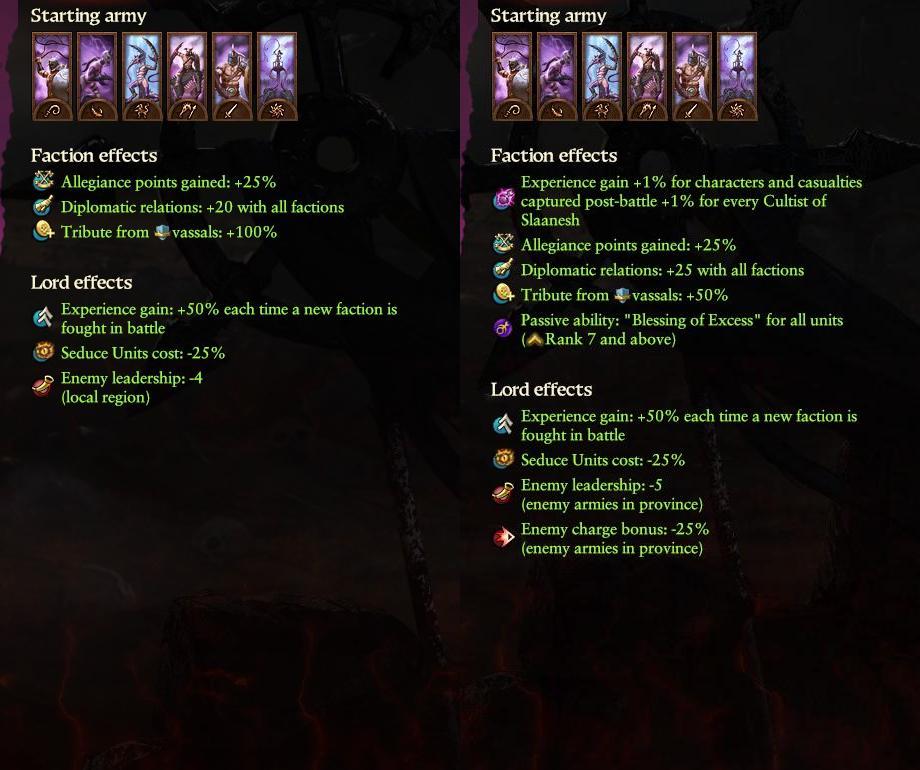 Starting army
Faction effects
Allegiance points gained: +25%
Diplomatic relations: +20 with all factions
Tribute from vassals: +100%
Lord effects
Experience gain: +50% each time a new faction is
fought in battle
Seduce Units cost: -25%
Enemy leadership: -4
(local region)
Starting army
Faction effects
Experience gain +1% for characters and casualties
captured post-battle +1% for every Cultist of
Slaanesh
Allegiance points gained: +25%
Diplomatic relations: +25 with all factions
Tribute from vassals: +50%
Passive ability: "Blessing of Excess" for all units
(Rank 7 and above)
Lord effects
Experience gain: +50% each time a new faction is
fought in battle
Seduce Units cost: -25%
Enemy leadership: -5
(enemy armies in province)
Enemy charge bonus: -25%
(enemy armies in province)